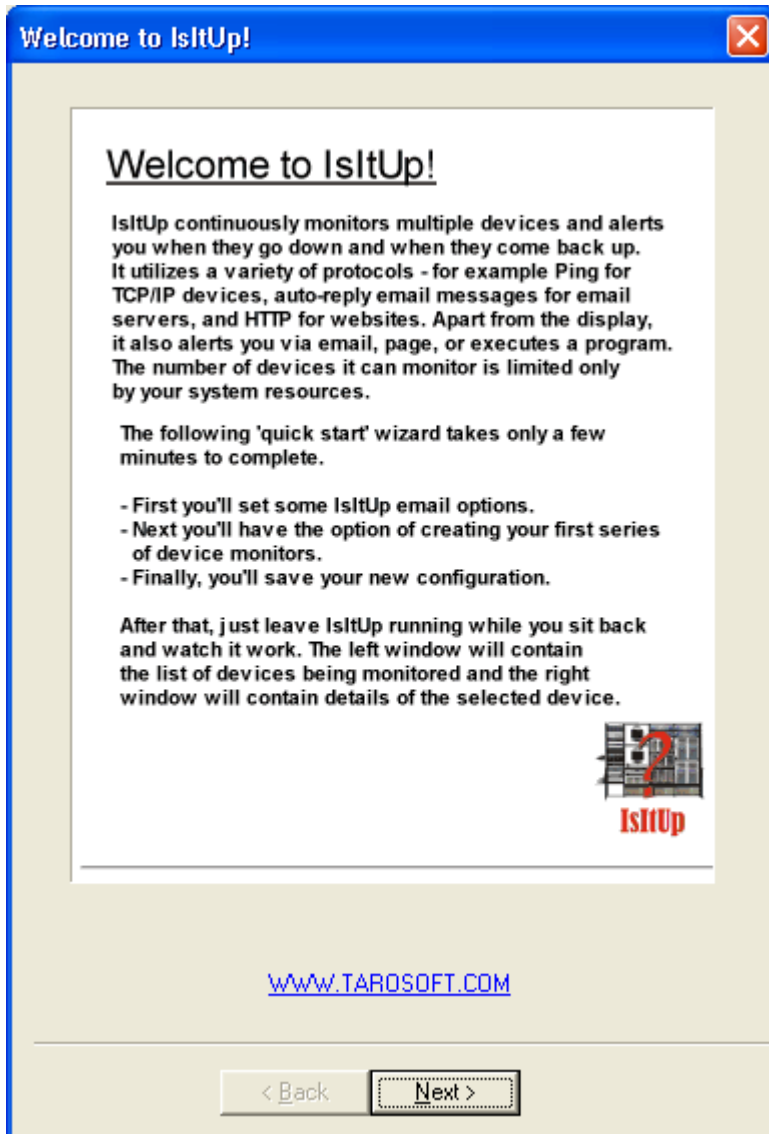 Welcome to IsItUp!
Welcome to IsItUp!
IsItUp continuously monitors multiple devices and alerts
you when they go down and when they come back up.
It utilizes a variety of protocols - for example Ping for
TCP/IP devices, auto-reply email messages for email
servers, and HTTP for websites. Apart from the display,
it also alerts you via email, page, or executes a program.
The number of devices it can monitor is limited only
by your system resources.
The following 'quick start' wizard takes only a few
minutes to complete.
- First you'll set some IsItUp email options.
- Next you'll have the option of creating your first series
of device monitors.
- Finally, you'll save your new configuration.
After that, just leave IsItUp running while you sit back
and watch it work. The left window will contain
the list of devices being monitored and the right
window will contain details of the selected device.
?
IsItUp
WWW.TAROSOFT.COM
< Back Next >